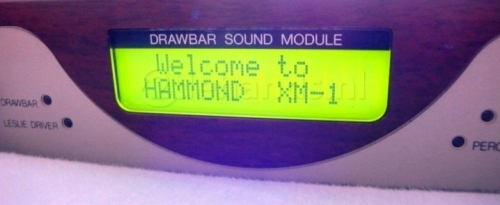 DRAWBAR SOUND MODULE
Welcome to
HAMMOND XM-1
DRAWBAR
LESLIE DRIVER